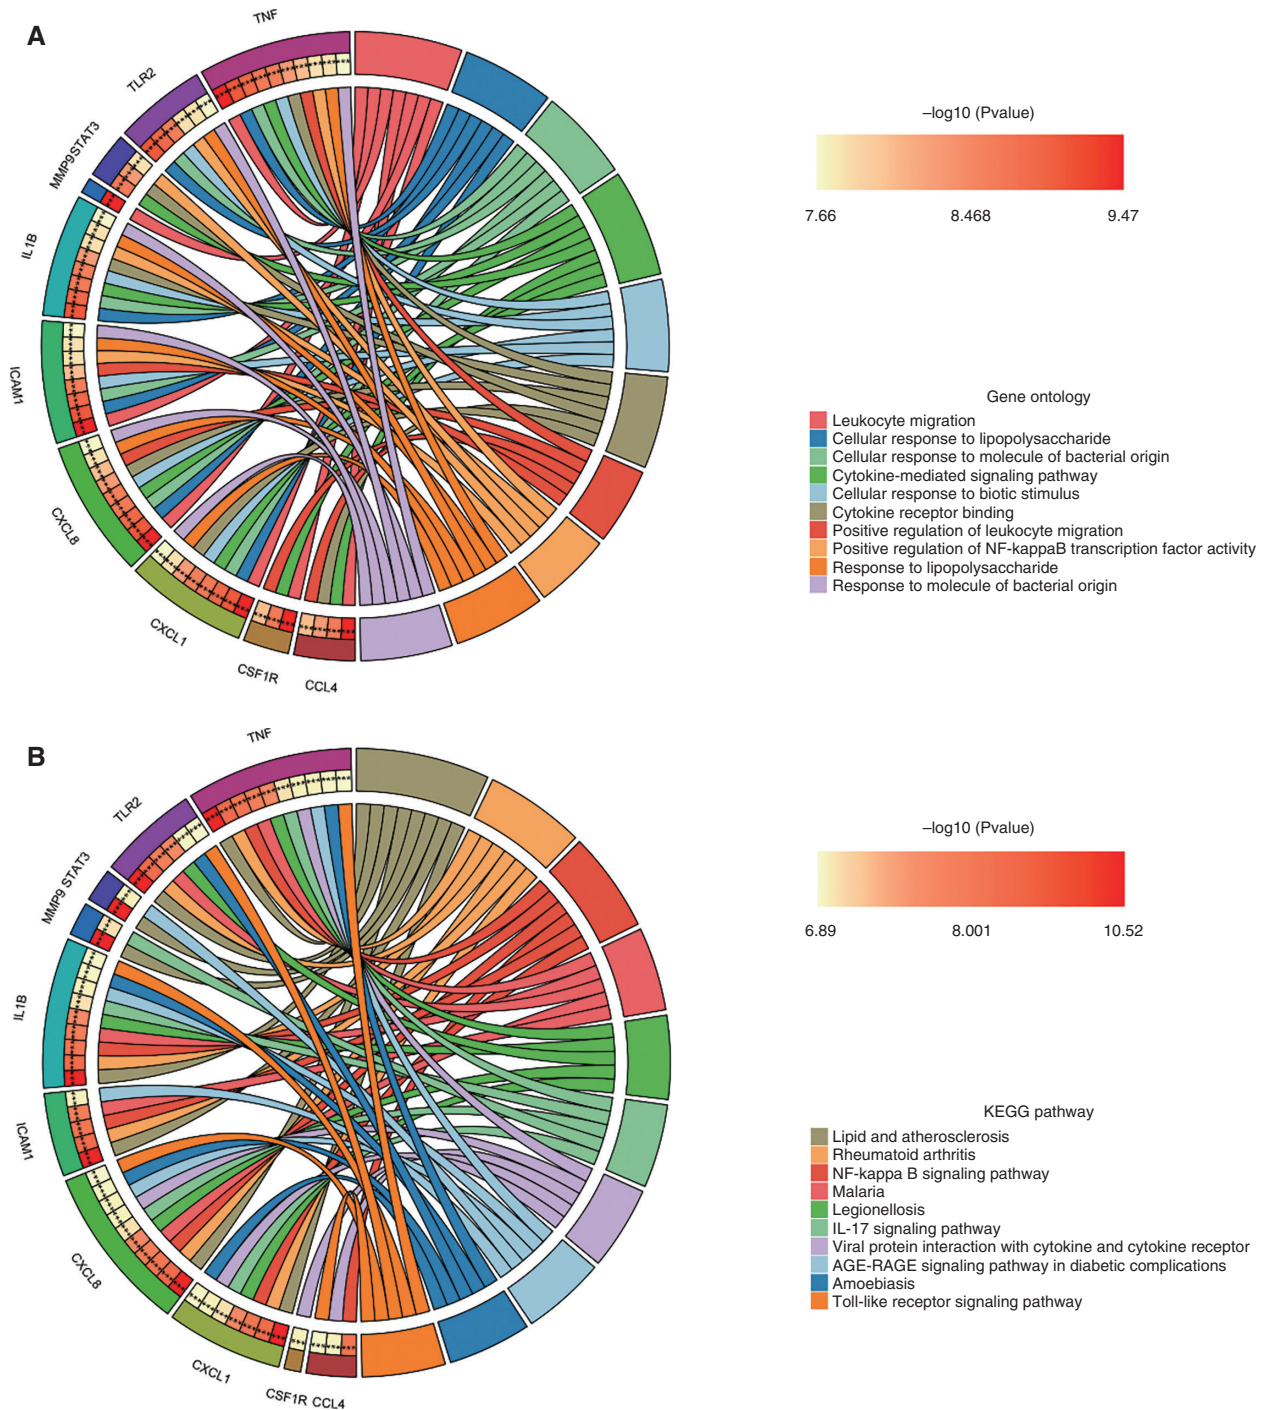 A
TNF
TLR2
STAT3
MMP9
IL1B
ICAM1
CXCL8
CXCL1
CSF1R
CCL4
–log10 (Pvalue)
7.66 8.468 9.47
Gene ontology
Leukocyte migration
Cellular response to lipopolysaccharide
Cellular response to molecule of bacterial origin
Cytokine-mediated signaling pathway
Cellular response to biotic stimulus
Cytokine receptor binding
Positive regulation of leukocyte migration
Positive regulation of NF-kappaB transcription factor activity
Response to lipopolysaccharide
Response to molecule of bacterial origin
B
TNF
TLR2
STAT3
MMP9
IL1B
ICAM1
CXCL8
CXCL1
CSF1R
CCL4
–log10 (Pvalue)
6.89 8.001 10.52
KEGG pathway
Lipid and atherosclerosis
Rheumatoid arthritis
NF-kappa B signaling pathway
Malaria
Legionellosis
IL-17 signaling pathway
Viral protein interaction with cytokine and cytokine receptor
AGE-RAGE signaling pathway in diabetic complications
Amoebiasis
Toll-like receptor signaling pathway